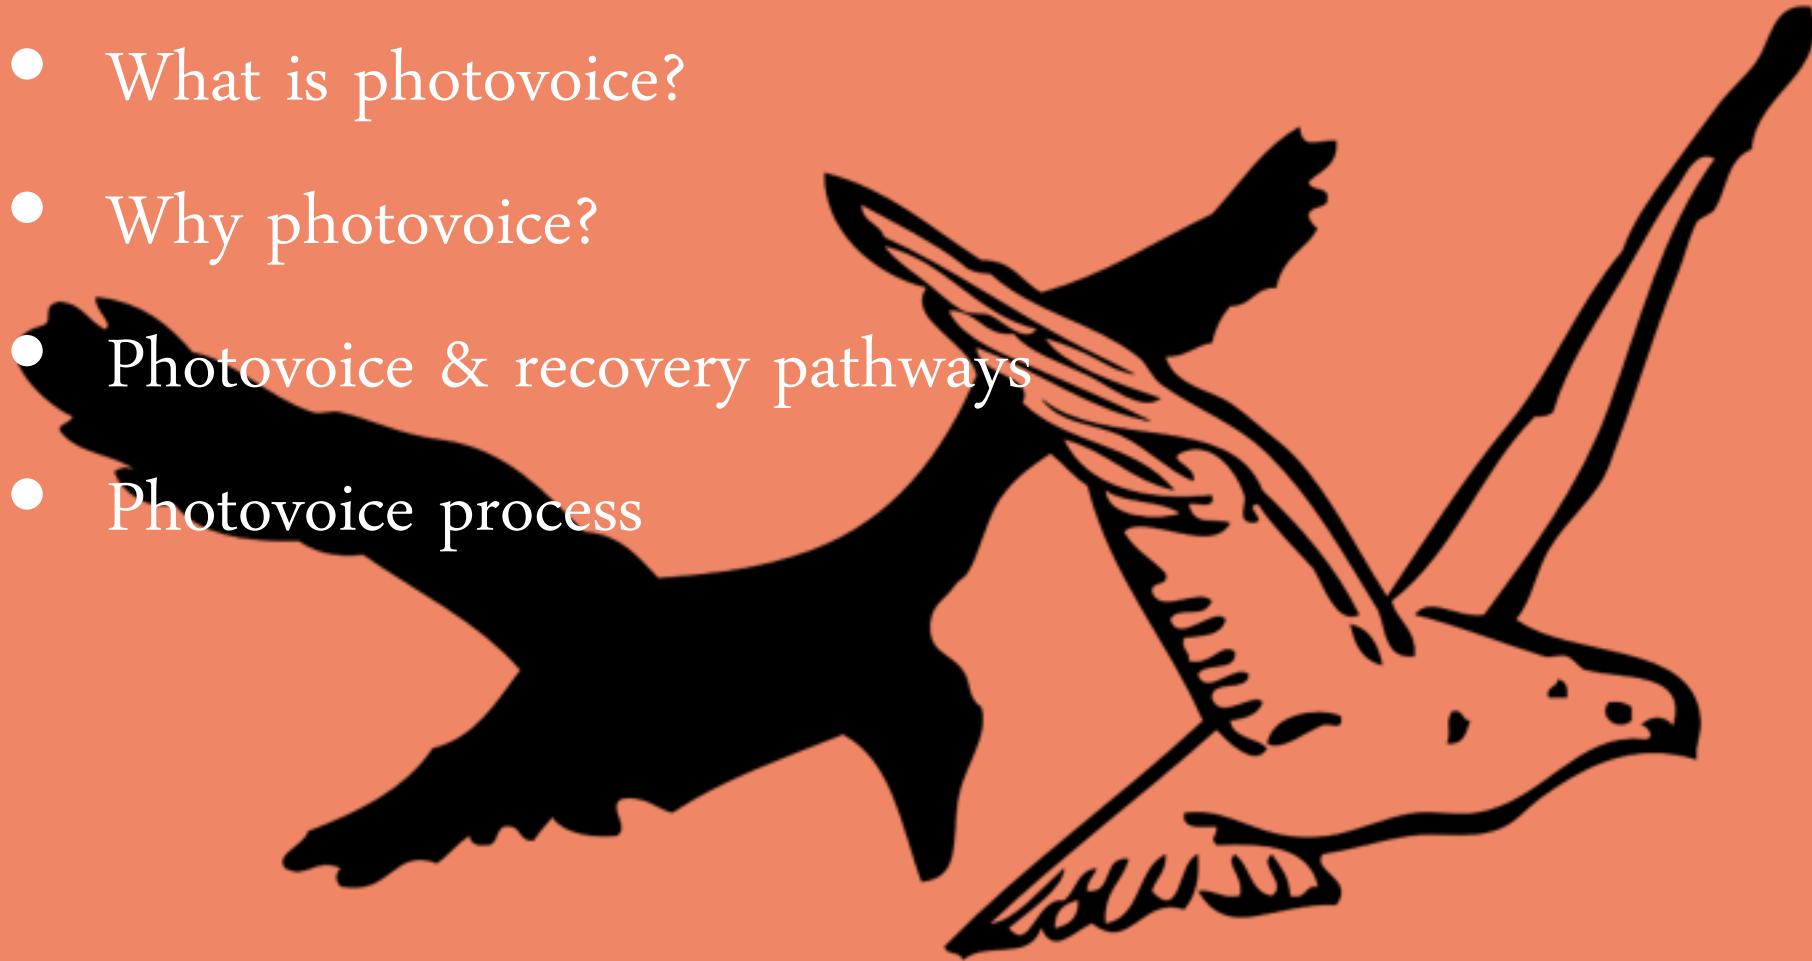 • What is photovoice?
• Why photovoice?
• Photovoice & recovery pathways
• Photovoice process